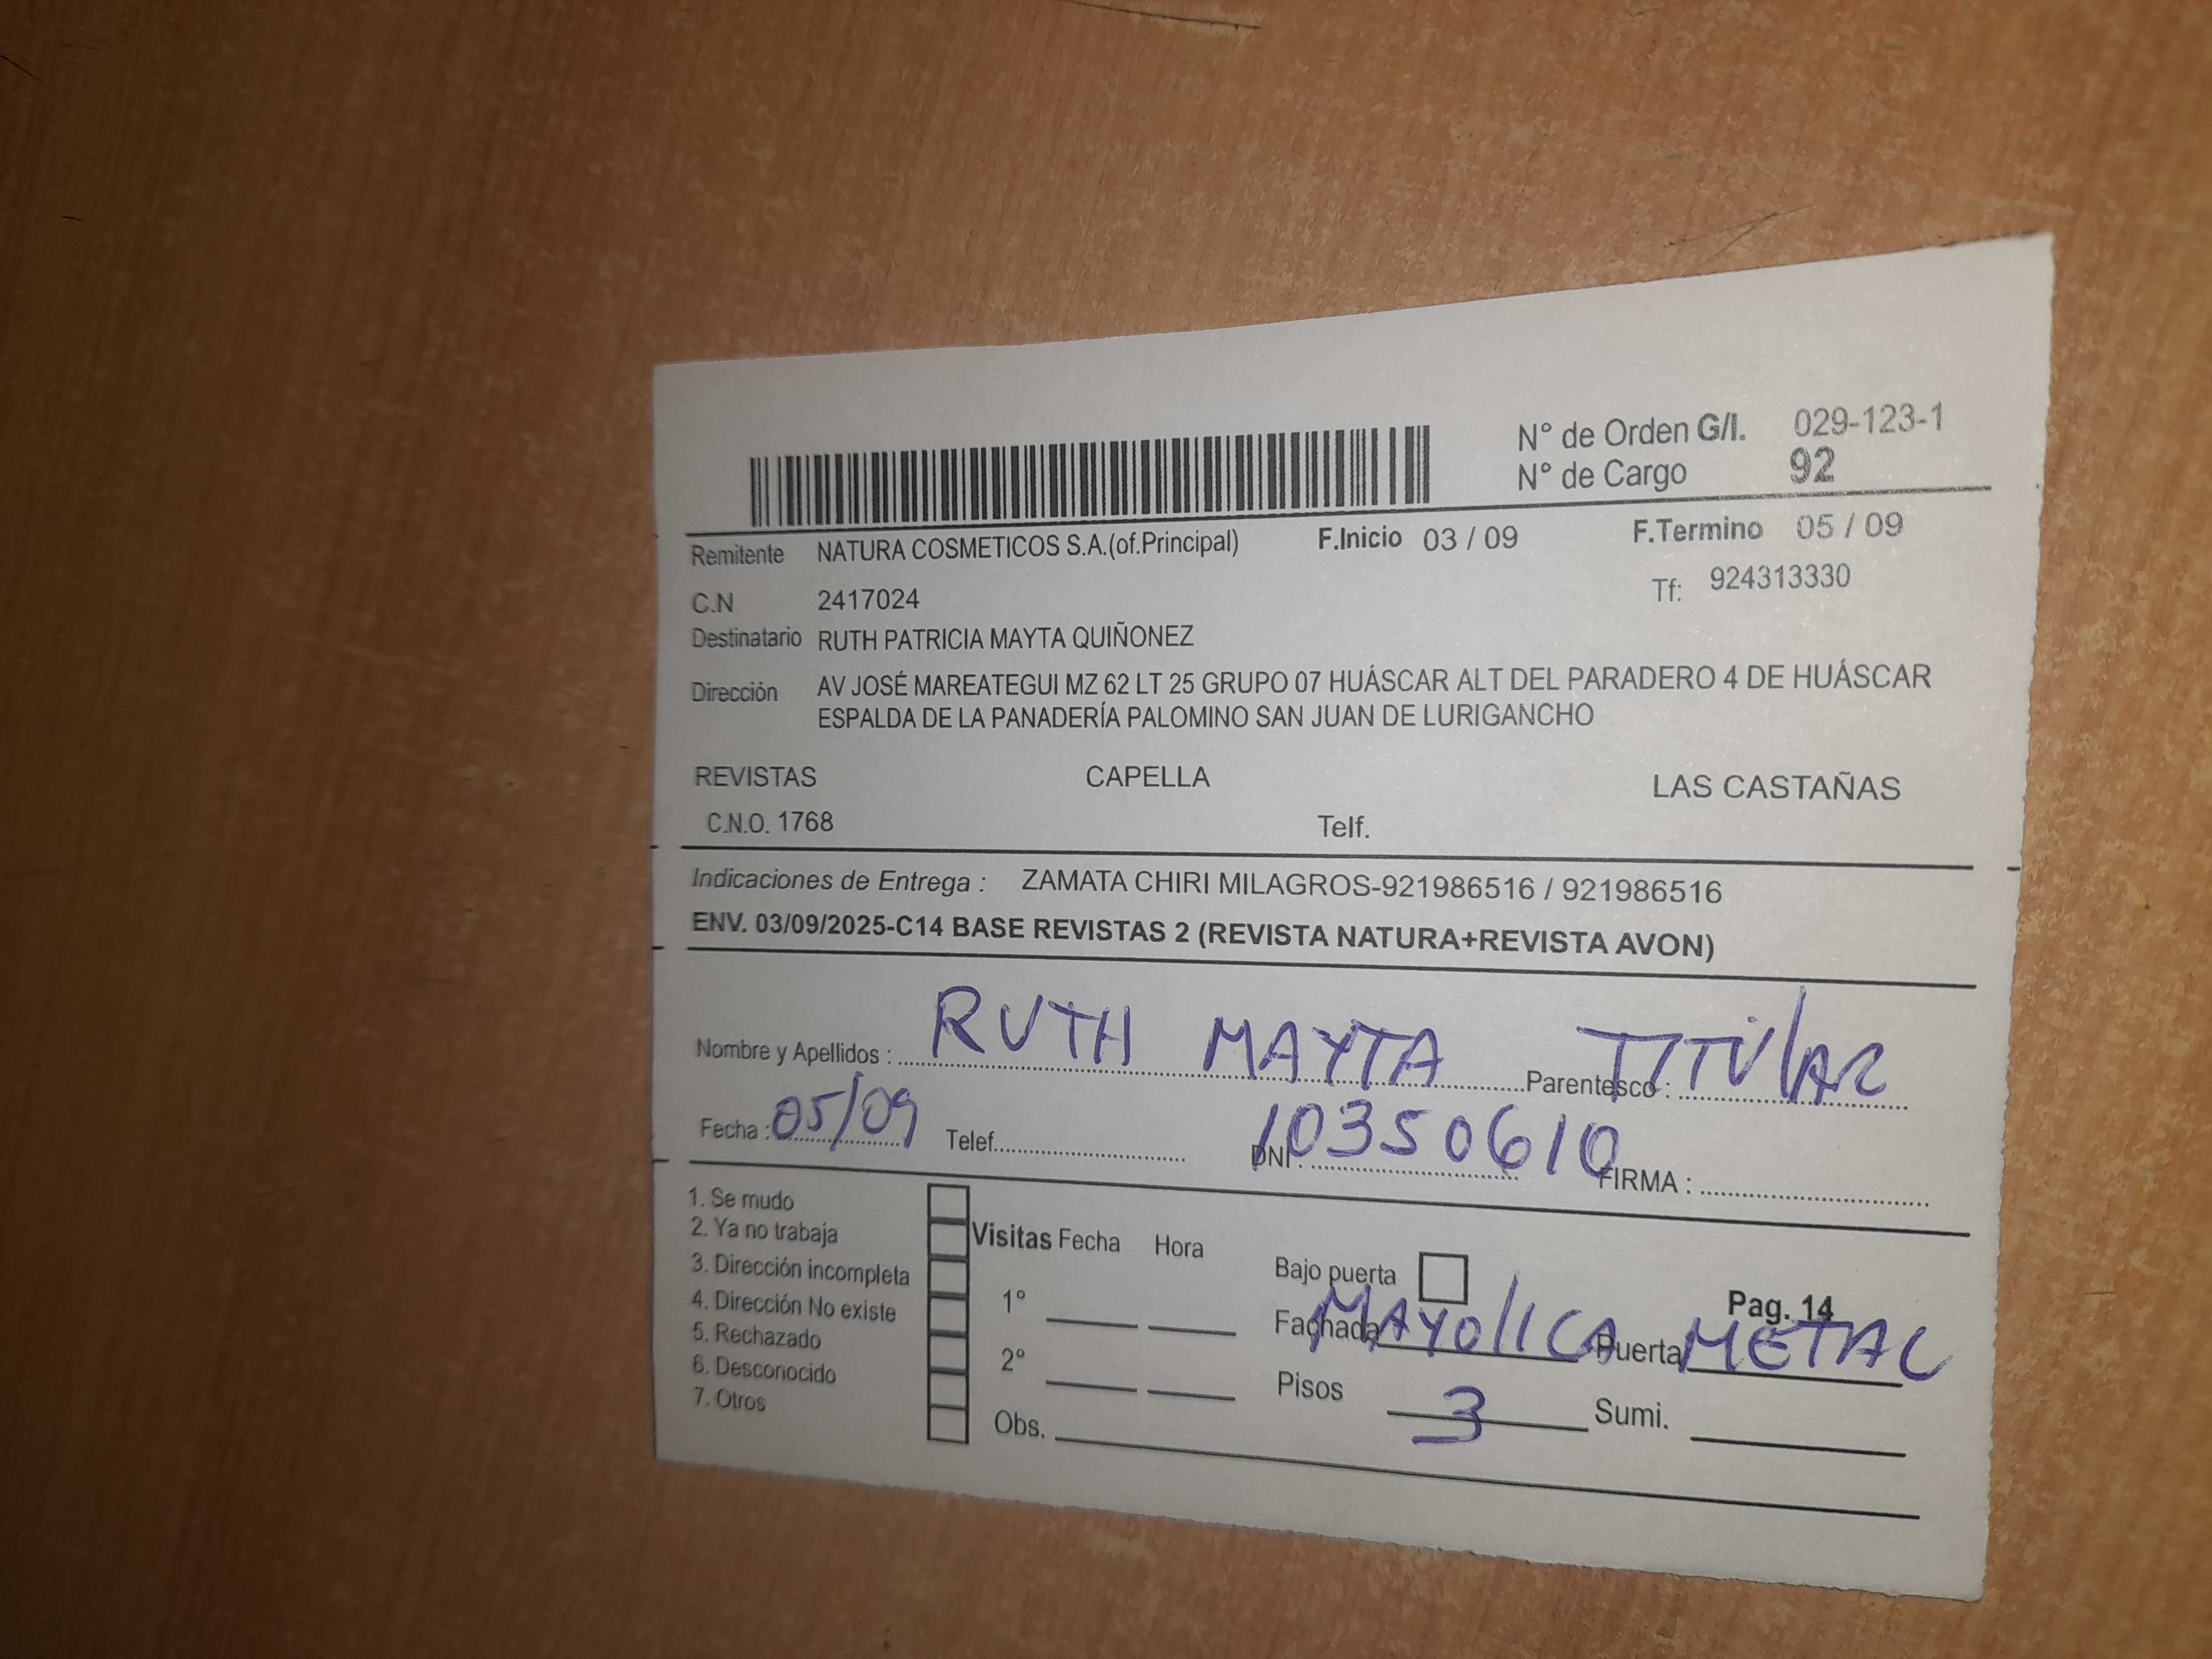 N° de Orden G/I. 029-123-1
N° de Cargo 92
Remitente NATURA COSMETICOS S.A.(of.Principal) F.Inicio 03 / 09 F.Termino 05 / 09
C.N 2417024 Tf: 924313330
Destinatario RUTH PATRICIA MAYTA QUIÑONEZ
Dirección AV JOSÉ MAREATEGUI MZ 62 LT 25 GRUPO 07 HUÁSCAR ALT DEL PARADERO 4 DE HUÁSCAR
ESPALDA DE LA PANADERÍA PALOMINO SAN JUAN DE LURIGANCHO
REVISTAS CAPELLA LAS CASTAÑAS
C.N.O. 1768 Telf.
Indicaciones de Entrega : ZAMATA CHIRI MILAGROS-921986516 / 921986516
ENV. 03/09/2025-C14 BASE REVISTAS 2 (REVISTA NATURA+REVISTA AVON)
Nombre y Apellidos : RUTH MAYTA Parentesco : TITULAR
Fecha : 05/09 Telef. DNI : 10350610 FIRMA :
1. Se mudo
2. Ya no trabaja Visitas Fecha Hora
3. Dirección incompleta Bajo puerta
4. Dirección No existe 1° Fachada MAYOLICA Pag. 14
5. Rechazado Puerta METAL
6. Desconocido 2° Pisos 3 Sumi.
7. Otros Obs.